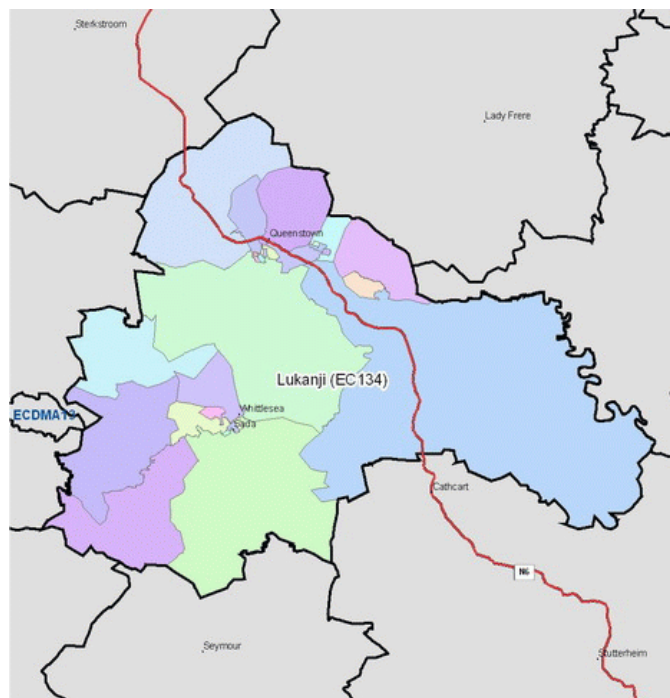 Sterkstroom
Lady Frere
Queenstown
Lukanji (EC134)
ECDMA13
Whittlesea
Sada
Cathcart
N6
Seymour
Stutterheim